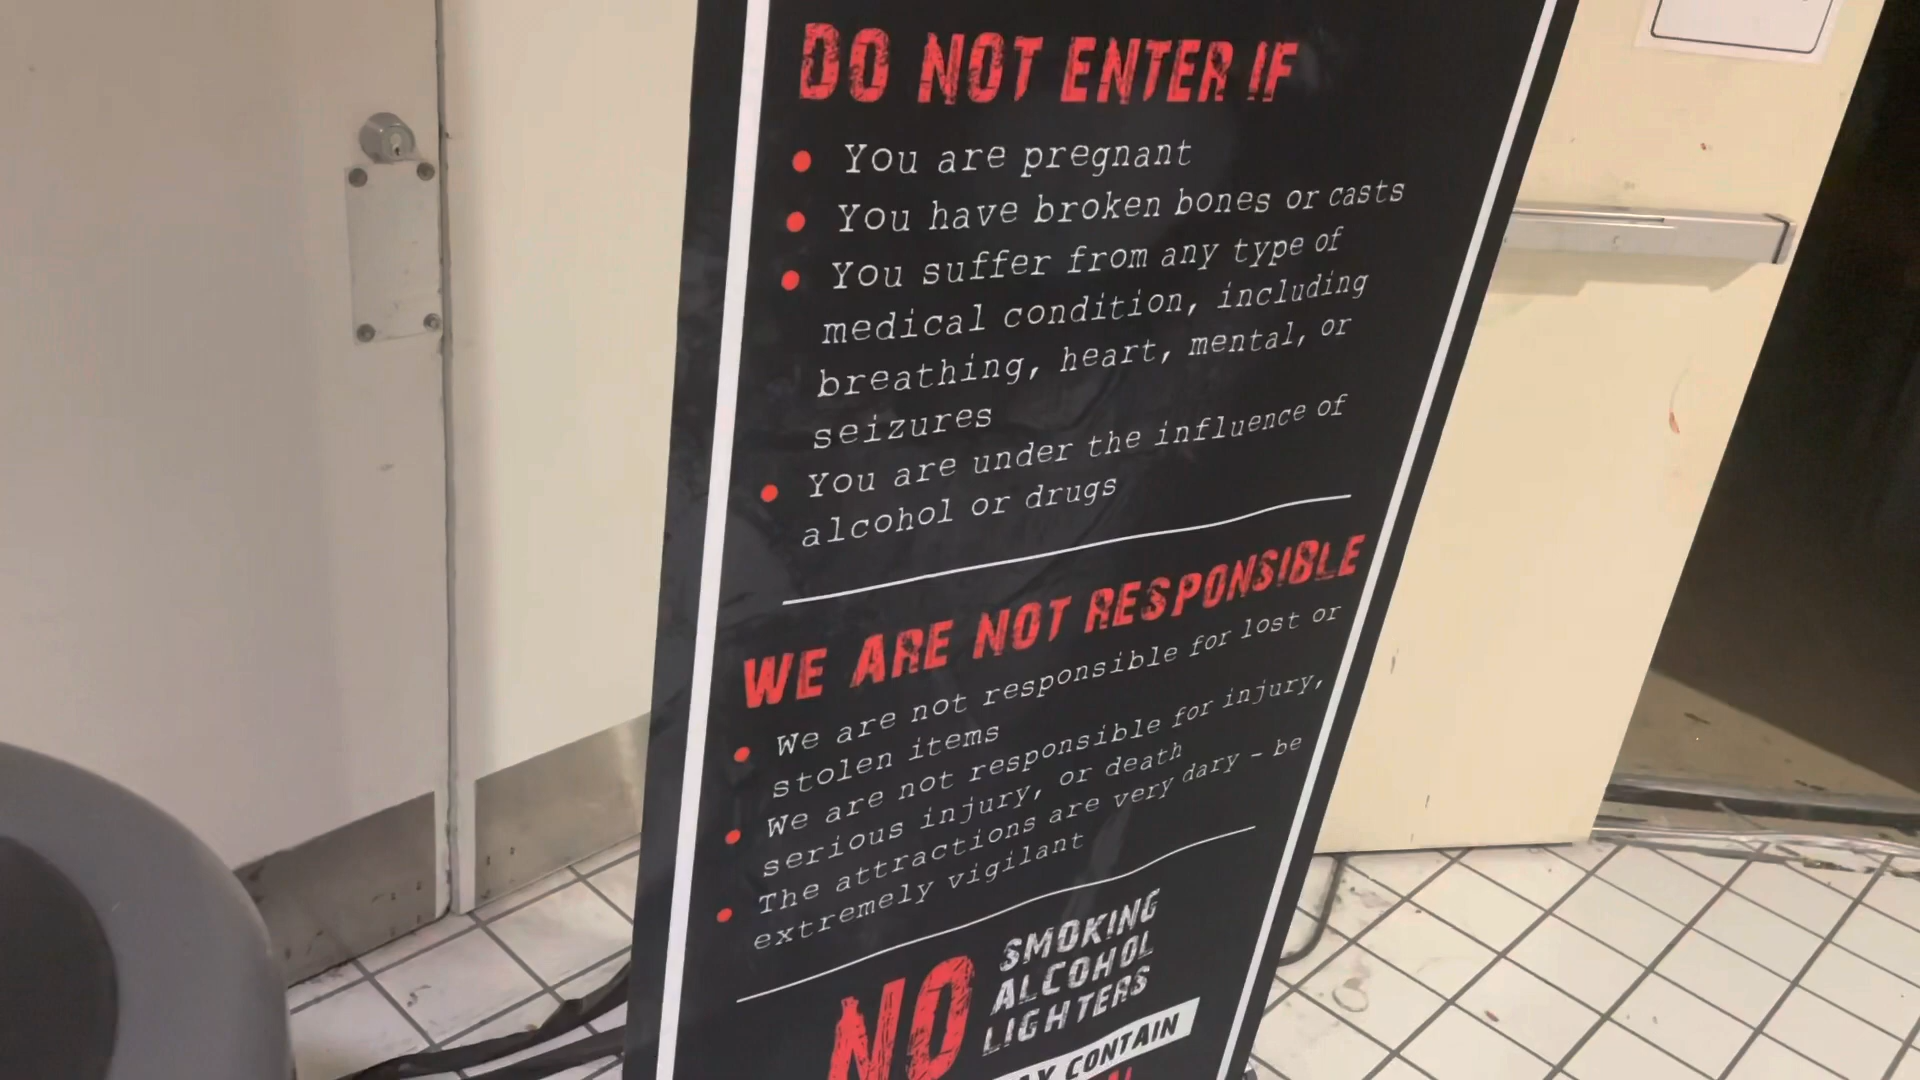 DO NOT ENTER IF
You are pregnant
You have broken bones or casts
You suffer from any type of
medical condition, including
breathing, heart, mental, or
seizures
You are under the influence of
alcohol or drugs
WE ARE NOT RESPONSIBLE
We are not responsible for lost or
stolen items
We are not responsible for injury,
serious injury, or death
The attractions are very dary - be
extremely vigilant
NO
SMOKING
ALCOHOL
LIGHTERS
CONTAIN